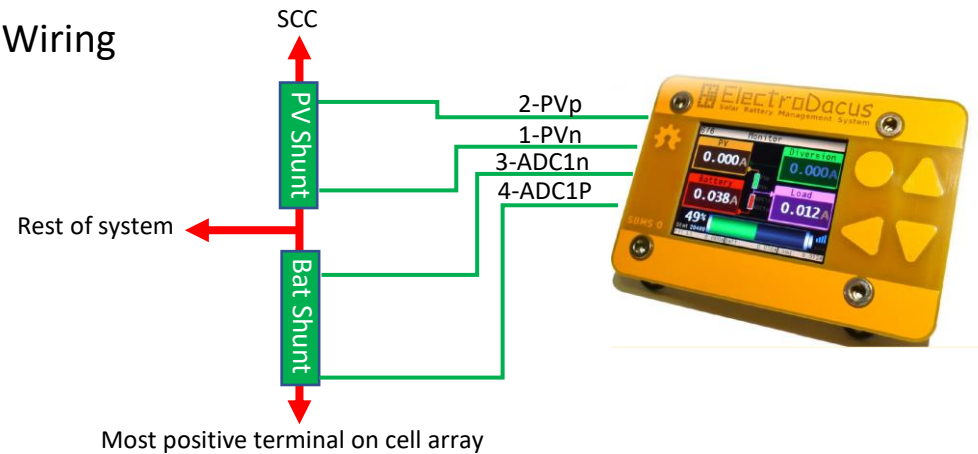 Wiring
SCC
PV Shunt
2-PVp
1-PVn
3-ADC1n
4-ADC1P
Rest of system
Bat Shunt
Most positive terminal on cell array
ElectroDacus
Solar Battery Management System
Monitor
PV
0.000A
Diversion
0.000A
Battery
0.038A
Load
0.012A
49%
SBMS 0